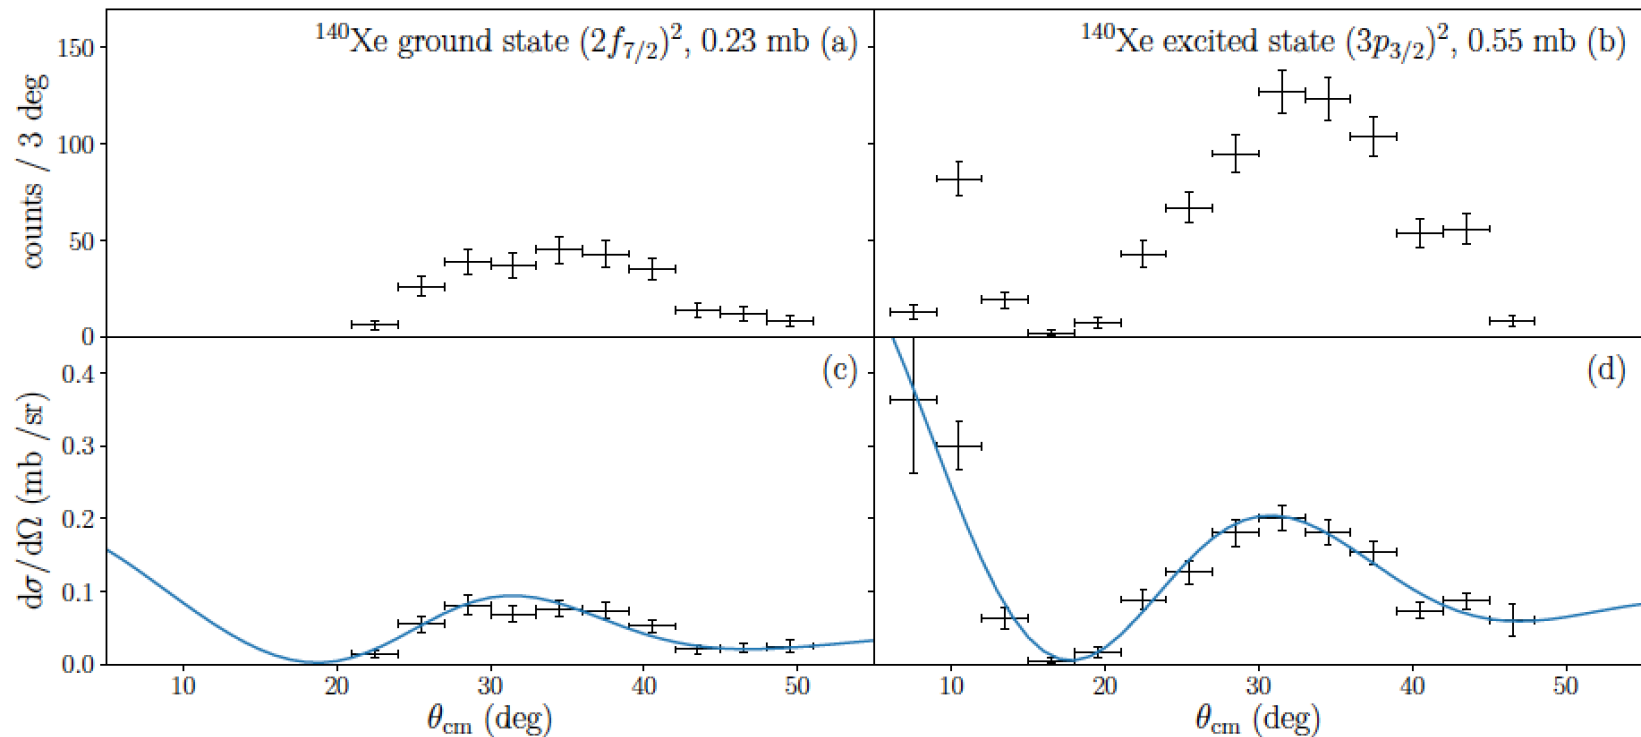 ¹⁴⁰Xe ground state (2f₇/₂)², 0.23 mb (a)
¹⁴⁰Xe excited state (3p₃/₂)², 0.55 mb (b)
150
100
50
0
counts / 3 deg
(c)
(d)
0.4
0.3
0.2
0.1
0.0
dσ/dΩ (mb /sr)
10 20 30 40 50
10 20 30 40 50
θcm (deg)
θcm (deg)